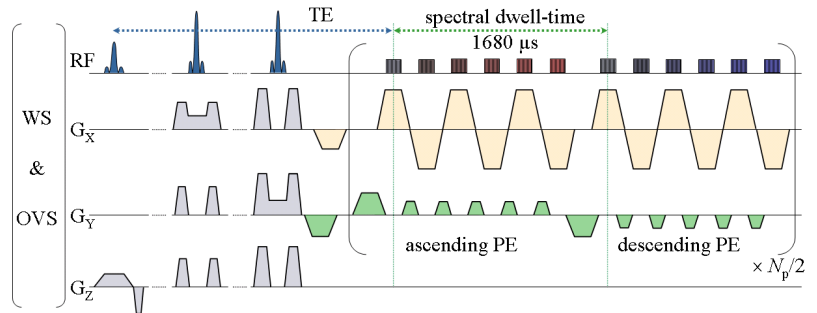 TE
spectral dwell-time
1680 µs
RF
WS
&
OVS
G_X
G_Y
G_Z
ascending PE
descending PE
× N_p/2